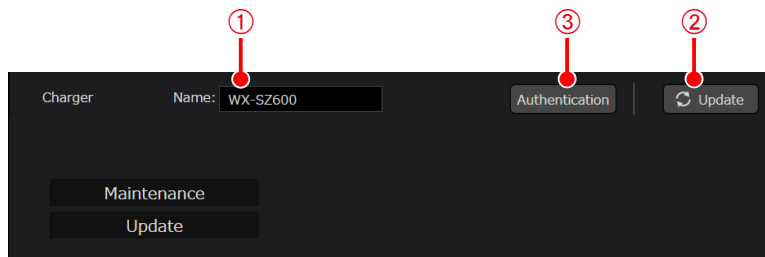 ① ③ ②
Charger Name: WX-SZ600 Authentication Update
Maintenance
Update